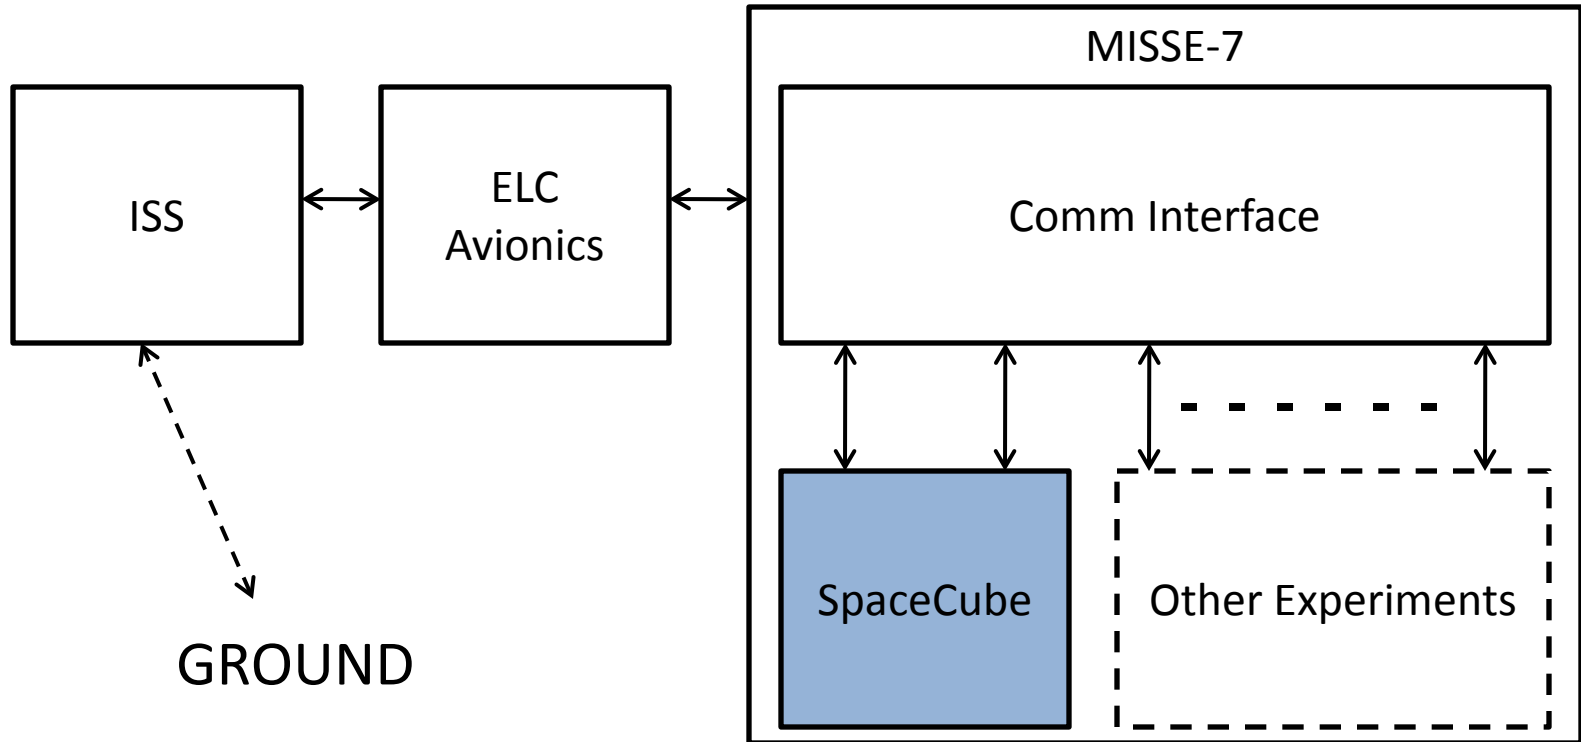 MISSE-7
ISS
ELC
Avionics
Comm Interface
SpaceCube
Other Experiments
GROUND